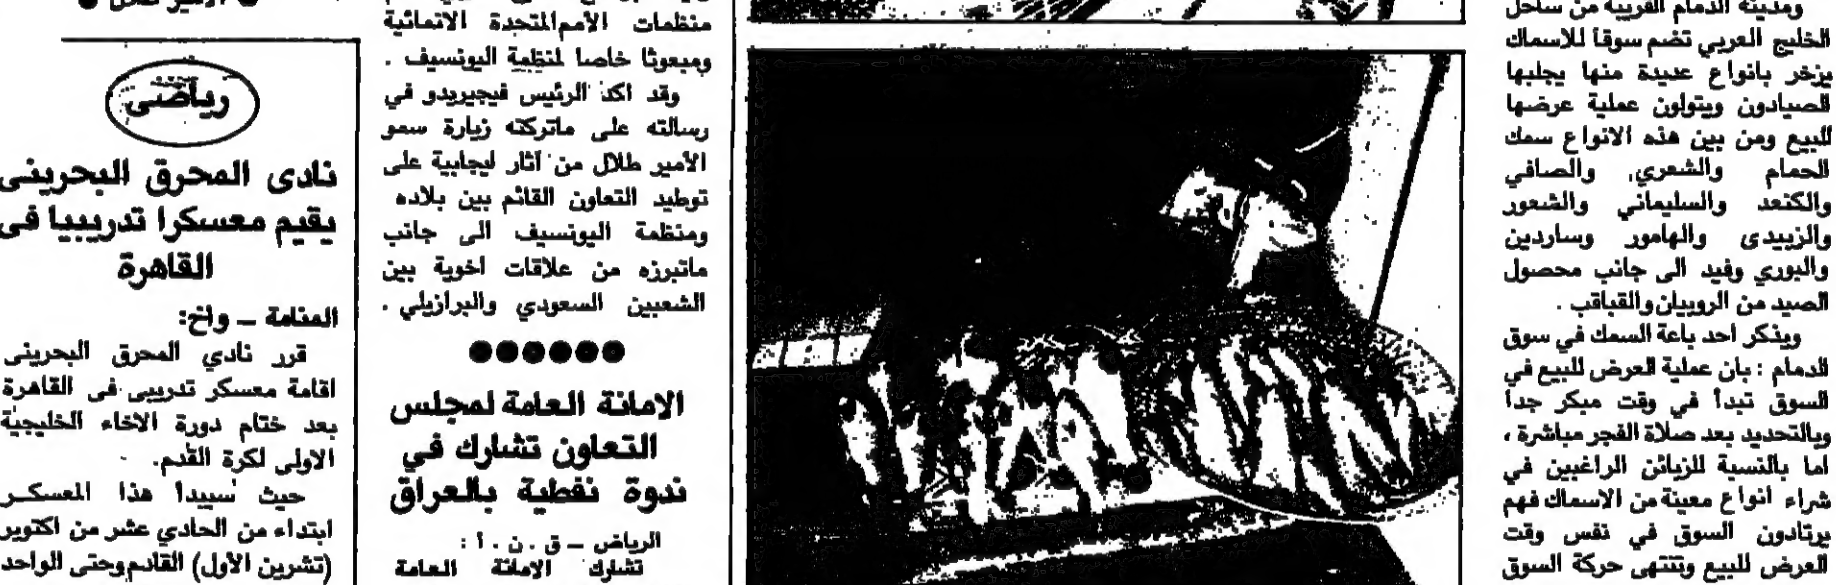 ومدينة الدمام القريبة من ساحل
الخليج العربي تضم سوقا للاسماك
يزخر بانواع عديدة منها يجلبها
الصيادون ويتولون عملية عرضها
للبيع ومن بين هذه الانواع سمك
الحمام والشعري, والصافي
والكنعد والسليماني والشعور
والزبيدى والهامور وساردين
والبوري وفيد الى جانب محصول
الصيد من الروبيان والقباقب .
ويذكر احد باعة السمك في سوق
الدمام : بان عملية العرض للبيع في
السوق تبدأ في وقت مبكر جداً
وبالتحديد بعد صلاة الفجر مباشرة ،
اما بالنسبة للزبائن الراغبين في
شراء انواع معينة من الاسماك فهم
يرتادون السوق في نفس وقت
العرض للبيع وتنتهى حركة السوق
منظمات الأمم المتحدة الانمائية
ومبعوثا خاصا لمنظمة اليونسيف .
وقد اكد الرئيس فيجيريدو في
رسالته على ماتركته زيارة سمو
الأمير طلال من آثار ايجابية على
توطيد التعاون القائم بين بلاده
ومنظمة اليونسيف الى جانب
ماتبرزه من علاقات اخوية بين
الشعبين السعودي والبرازيلي .
الامانة العامة لمجلس
التعاون تشارك في
ندوة نفطية بالعراق
الرياض ـ ق . ن . أ :
تشارك الامانة العامة
رياضى
نادى المحرق البحرينى
يقيم معسكرا تدريبيا فى
القاهرة
المنامة ـ واخ:
قرر نادي المحرق البحرينى
اقامة معسكر تدريبى فى القاهرة
بعد ختام دورة الاخاء الخليجية
الاولى لكرة القدم.
حيث سيبدا هذا المعسكر
ابتداء من الحادي عشر من اكتوبر
(تشرين الأول) القادم وحتى الواحد